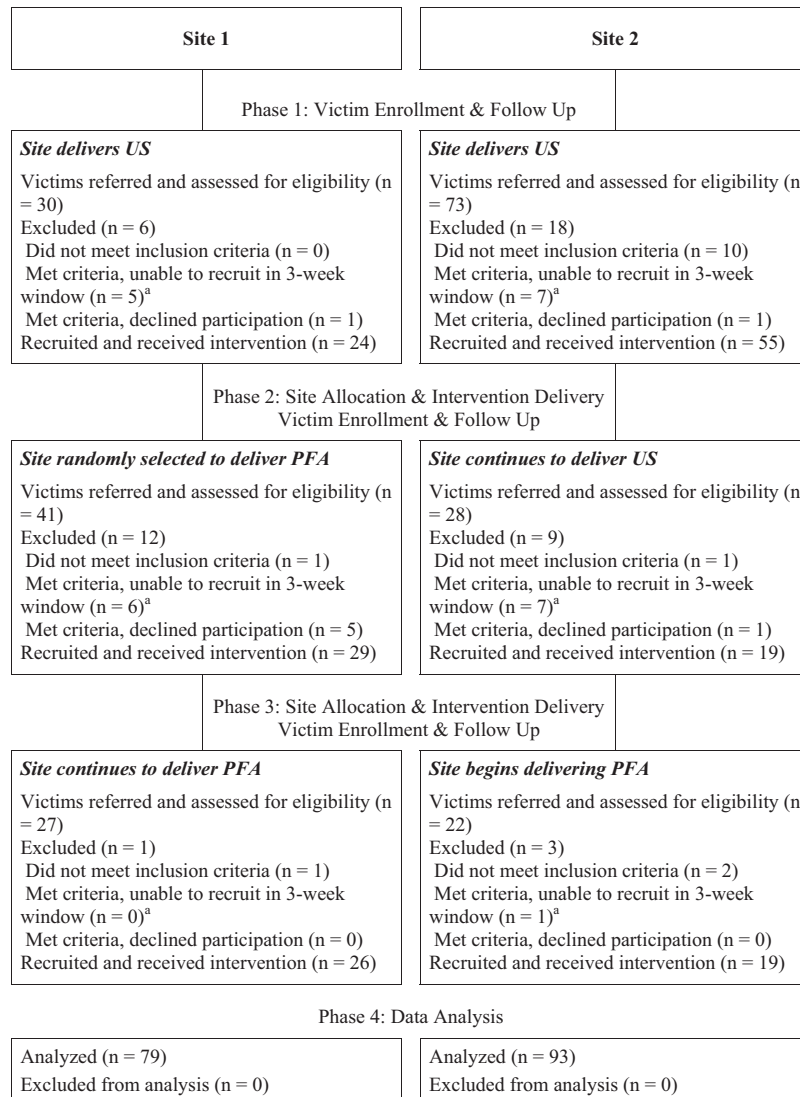 Site 1
Site 2
Phase 1: Victim Enrollment & Follow Up
Site delivers US
Victims referred and assessed for eligibility (n
= 30)
Excluded (n = 6)
Did not meet inclusion criteria (n = 0)
Met criteria, unable to recruit in 3-week
window (n = 5)a
Met criteria, declined participation (n = 1)
Recruited and received intervention (n = 24)
Site delivers US
Victims referred and assessed for eligibility (n
= 73)
Excluded (n = 18)
Did not meet inclusion criteria (n = 10)
Met criteria, unable to recruit in 3-week
window (n = 7)a
Met criteria, declined participation (n = 1)
Recruited and received intervention (n = 55)
Phase 2: Site Allocation & Intervention Delivery
Victim Enrollment & Follow Up
Site randomly selected to deliver PFA
Victims referred and assessed for eligibility (n
= 41)
Excluded (n = 12)
Did not meet inclusion criteria (n = 1)
Met criteria, unable to recruit in 3-week
window (n = 6)a
Met criteria, declined participation (n = 5)
Recruited and received intervention (n = 29)
Site continues to deliver US
Victims referred and assessed for eligibility (n
= 28)
Excluded (n = 9)
Did not meet inclusion criteria (n = 1)
Met criteria, unable to recruit in 3-week
window (n = 7)a
Met criteria, declined participation (n = 1)
Recruited and received intervention (n = 19)
Phase 3: Site Allocation & Intervention Delivery
Victim Enrollment & Follow Up
Site continues to deliver PFA
Victims referred and assessed for eligibility (n
= 27)
Excluded (n = 1)
Did not meet inclusion criteria (n = 1)
Met criteria, unable to recruit in 3-week
window (n = 0)a
Met criteria, declined participation (n = 0)
Recruited and received intervention (n = 26)
Site begins delivering PFA
Victims referred and assessed for eligibility (n
= 22)
Excluded (n = 3)
Did not meet inclusion criteria (n = 2)
Met criteria, unable to recruit in 3-week
window (n = 1)a
Met criteria, declined participation (n = 0)
Recruited and received intervention (n = 19)
Phase 4: Data Analysis
Analyzed (n = 79)
Excluded from analysis (n = 0)
Analyzed (n = 93)
Excluded from analysis (n = 0)